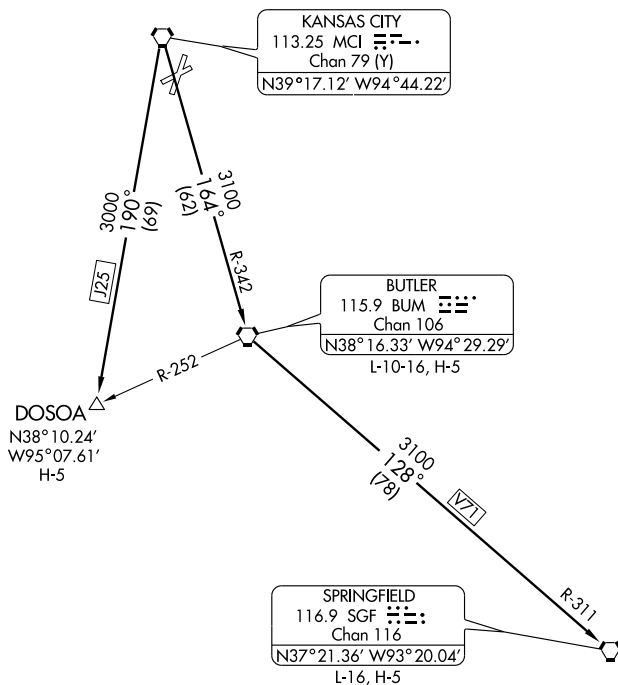 KANSAS CITY
113.25 MCI
Chan 79 (Y)
N39°17.12' W94°44.22'
3000
190°
(69)
J25
3100
164°
(62)
R-342
BUTLER
115.9 BUM
Chan 106
N38°16.33' W94°29.29'
L-10-16, H-5
R-252
DOSOA
N38°10.24'
W95°07.61'
H-5
3100
128°
(78)
V71
R-311
SPRINGFIELD
116.9 SGF
Chan 116
N37°21.36' W93°20.04'
L-16, H-5